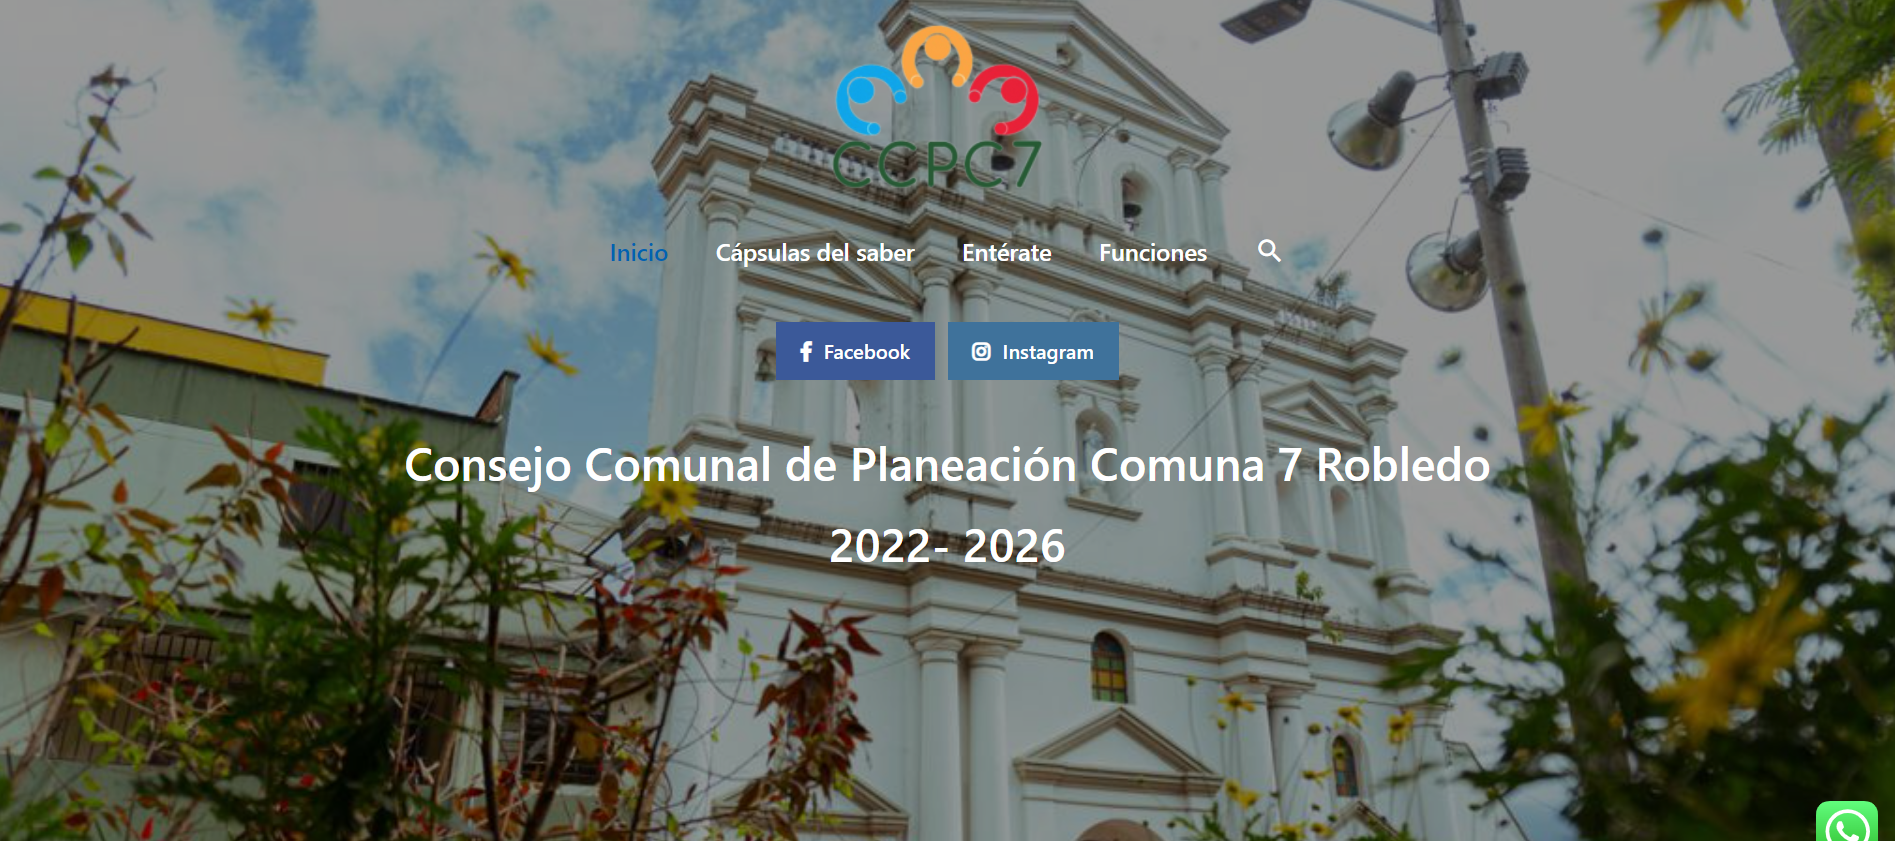 CCPC7
Inicio Cápsulas del saber Entérate Funciones
Facebook Instagram
Consejo Comunal de Planeación Comuna 7 Robledo
2022- 2026